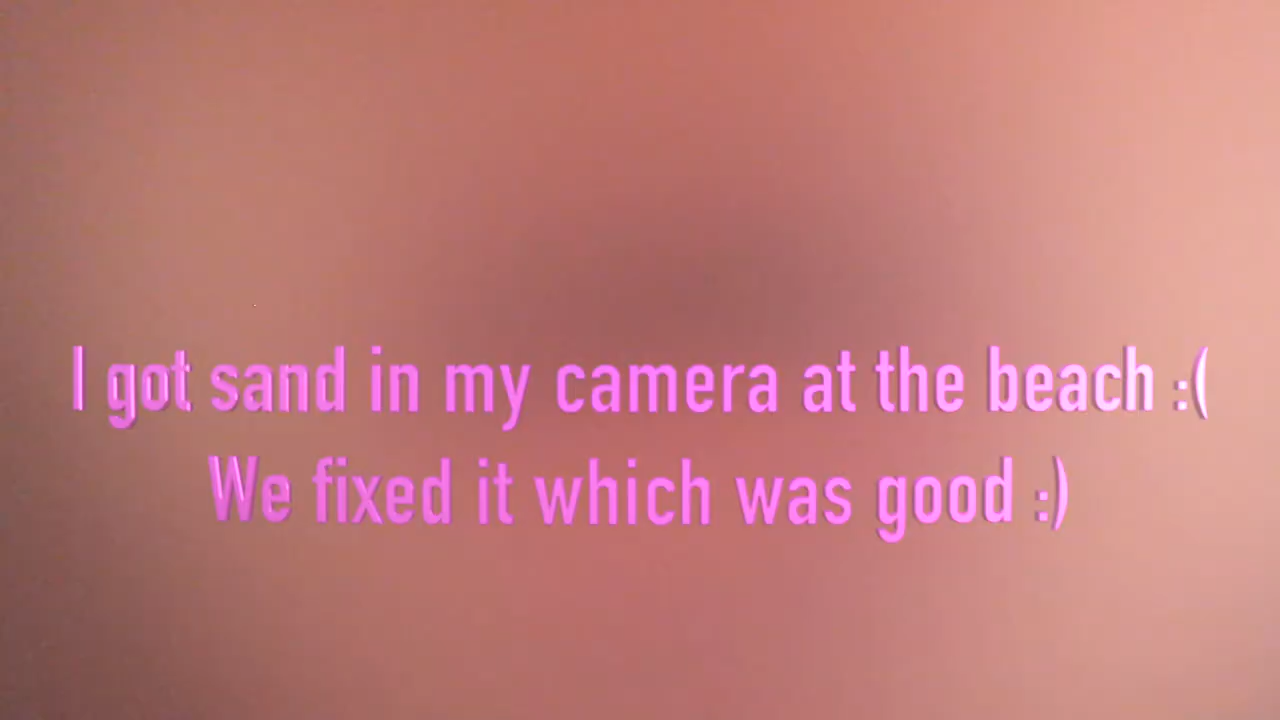 I got sand in my camera at the beach :(
We fixed it which was good :)